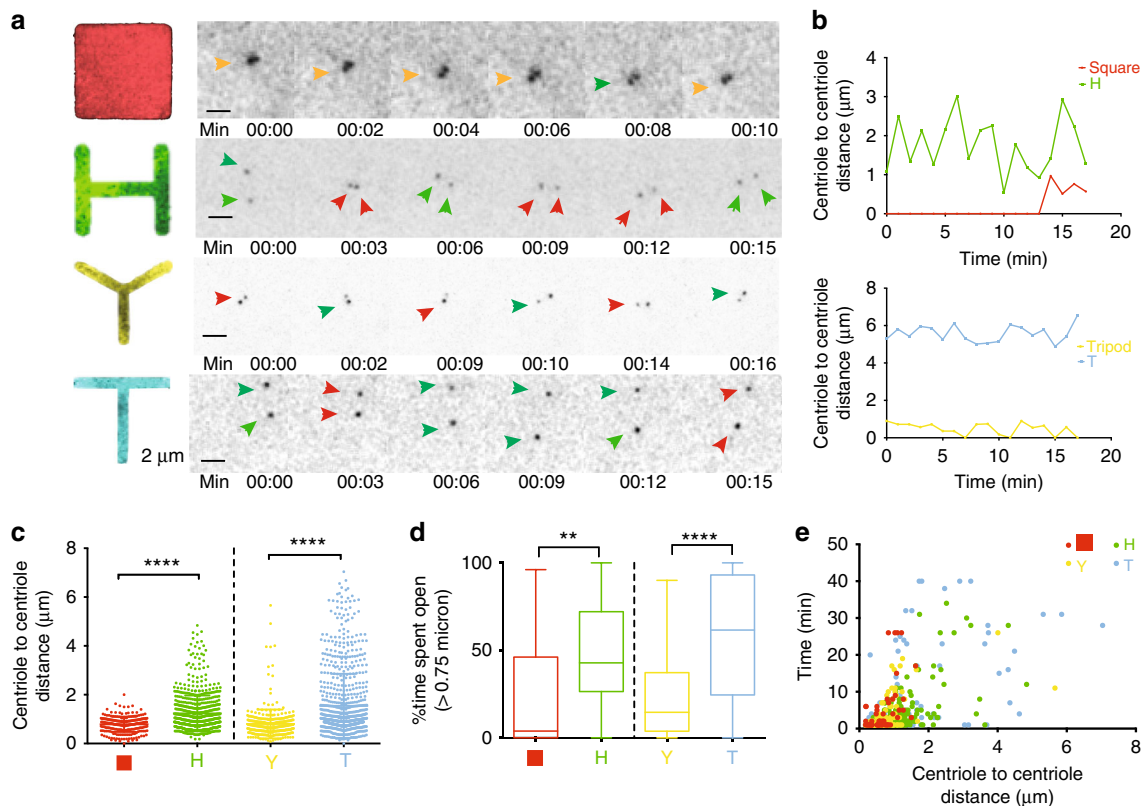 a
Min 00:00 00:02 00:04 00:06 00:08 00:10
Min 00:00 00:03 00:06 00:09 00:12 00:15
Min 00:00 00:02 00:09 00:10 00:14 00:16
2 μm
Min 00:00 00:03 00:06 00:09 00:12 00:15
b
Centriole to centriole
distance (μm)
4
3
2
1
0
0 5 10 15 20
Time (min)
Square
H
Centriole to centriole
distance (μm)
8
6
4
2
0
0 5 10 15 20
Time (min)
Tripod
T
c
Centriole to centriole
distance (μm)
8
6
4
2
0
**** ****
H Y T
d
%time spent open
(>0.75 micron)
100
50
0
** ****
H Y T
e
Time (min)
50
40
30
20
10
0
0 2 4 6 8
Centriole to centriole
distance (μm)
H
Y T